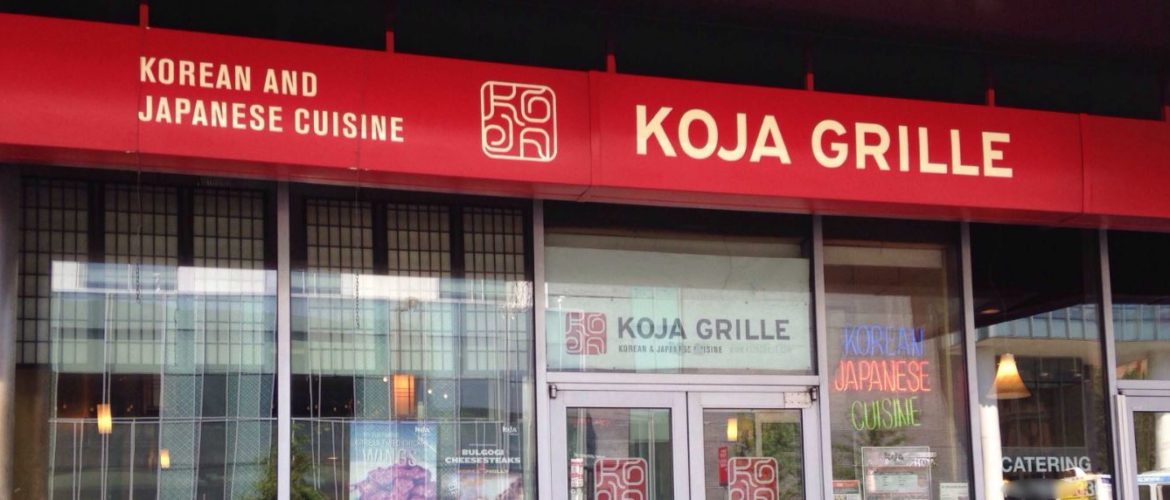 KOREAN AND
JAPANESE CUISINE
KOJA GRILLE
KOJA GRILLE
KOREAN & JAPANESE CUISINE
KOREAN
JAPANESE
CUISINE
WINGS
BULGOGI
CHEESESTEAKS
CATERING